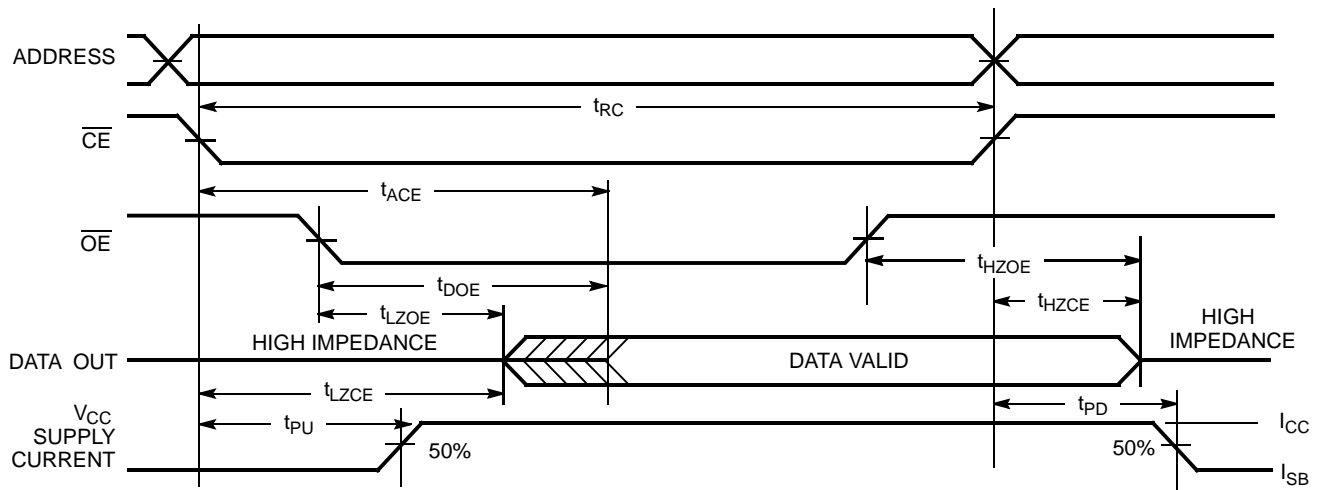 ADDRESS
tRC
CE
tACE
OE
tHZOE
tDOE
tHZCE
tLZOE
HIGH
IMPEDANCE
HIGH IMPEDANCE
DATA OUT
DATA VALID
tLZCE
tPD
VCC
SUPPLY
CURRENT
tPU
ICC
50%
50%
ISB